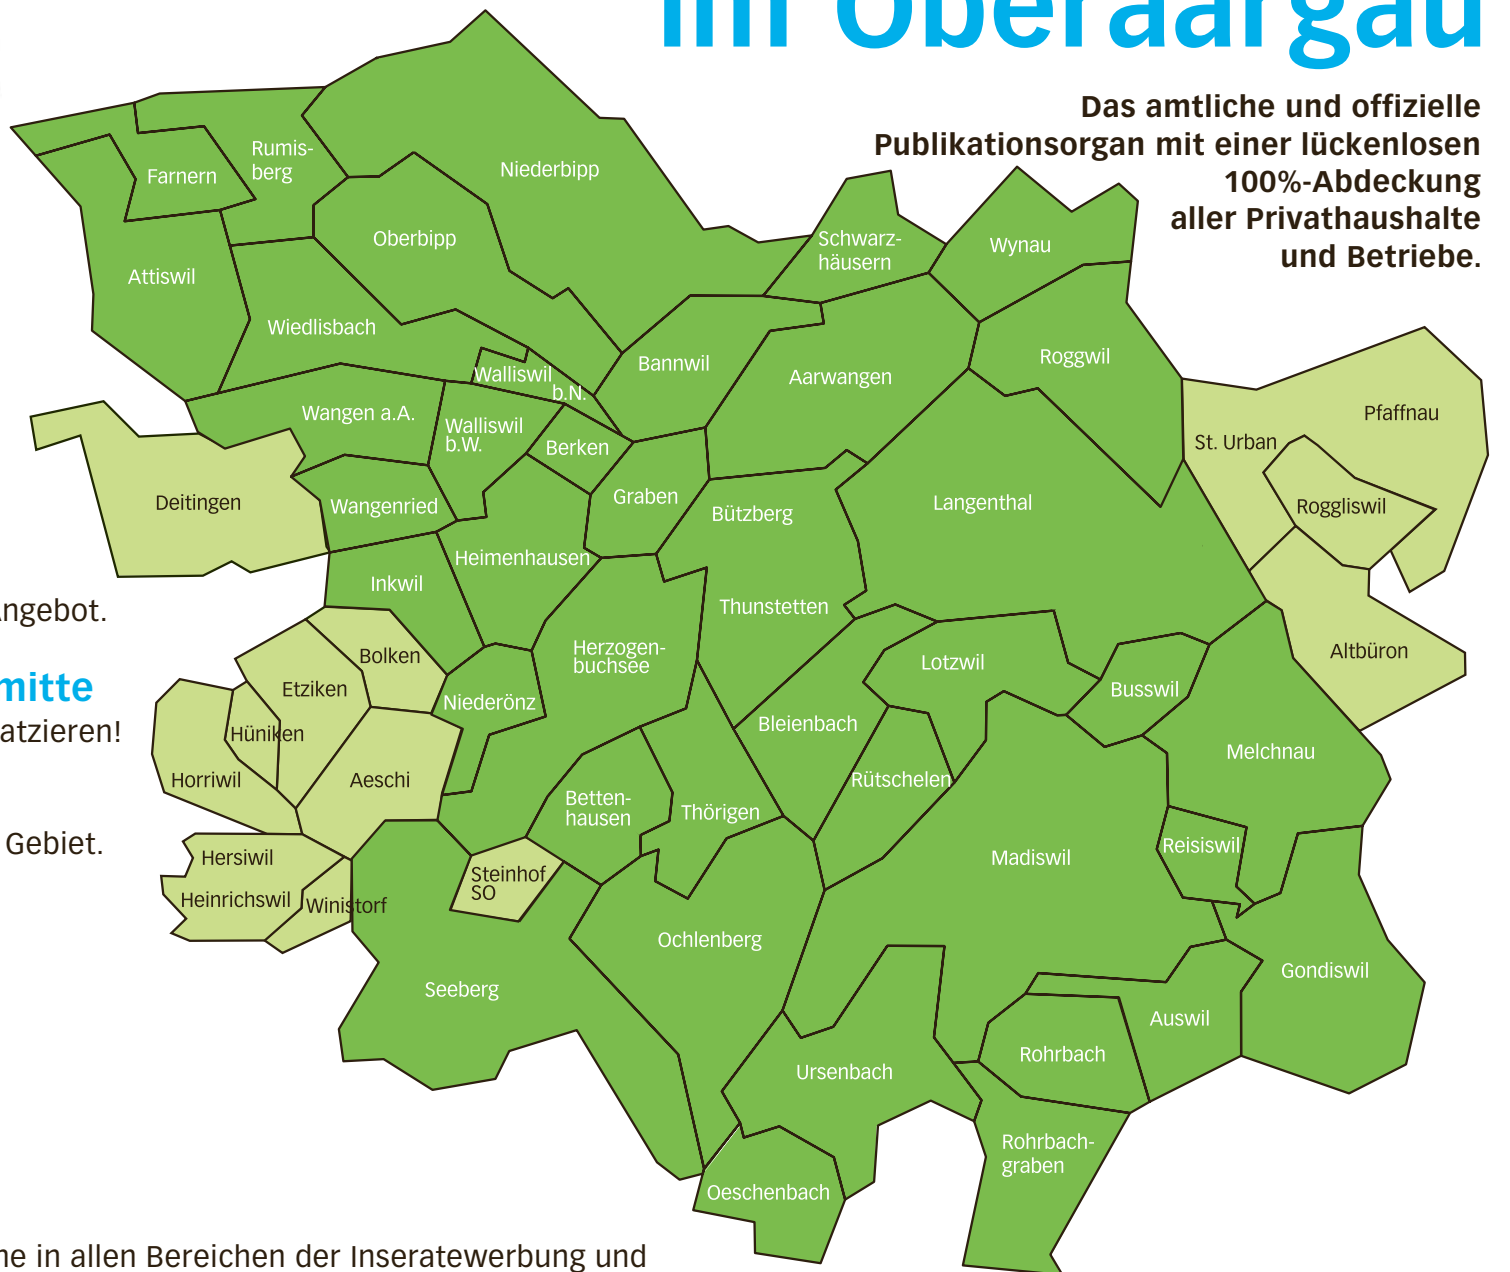 im Oberaargau
Das amtliche und offizielle
Publikationsorgan mit einer lückenlosen
100%-Abdeckung
aller Privathaushalte
und Betriebe.
Rumis-
berg
Farnern
Niederbipp
Oberbipp
Attiswil
Schwarz-
häusern
Wynau
Wiedlisbach
Walliswil
b.N.
Bannwil
Aarwangen
Roggwil
Wangen a.A.
Walliswil
b.W.
Berken
St. Urban
Pfaffnau
Deitingen
Wangenried
Graben
Bützberg
Langenthal
Roggliswil
Heimenhausen
Inkwil
Thunstetten
Angebot.
Bolken
Herzogen-
buchsee
Lotzwil
Altbüron
mitte
Etziken
Niederönz
Busswil
atzieren!
Hüniken
Bleienbach
Melchnau
Horriwil
Aeschi
Rütschelen
Betten-
hausen
Thörigen
Gebiet.
Hersiwil
Madiswil
Reisiswil
Heinrichswil
Winistorf
Steinhof
SO
Ochlenberg
Seeberg
Gondiswil
Auswil
Ursenbach
Rohrbach
Rohrbach-
graben
Oeschenbach
ne in allen Bereichen der Inseratewerbung und